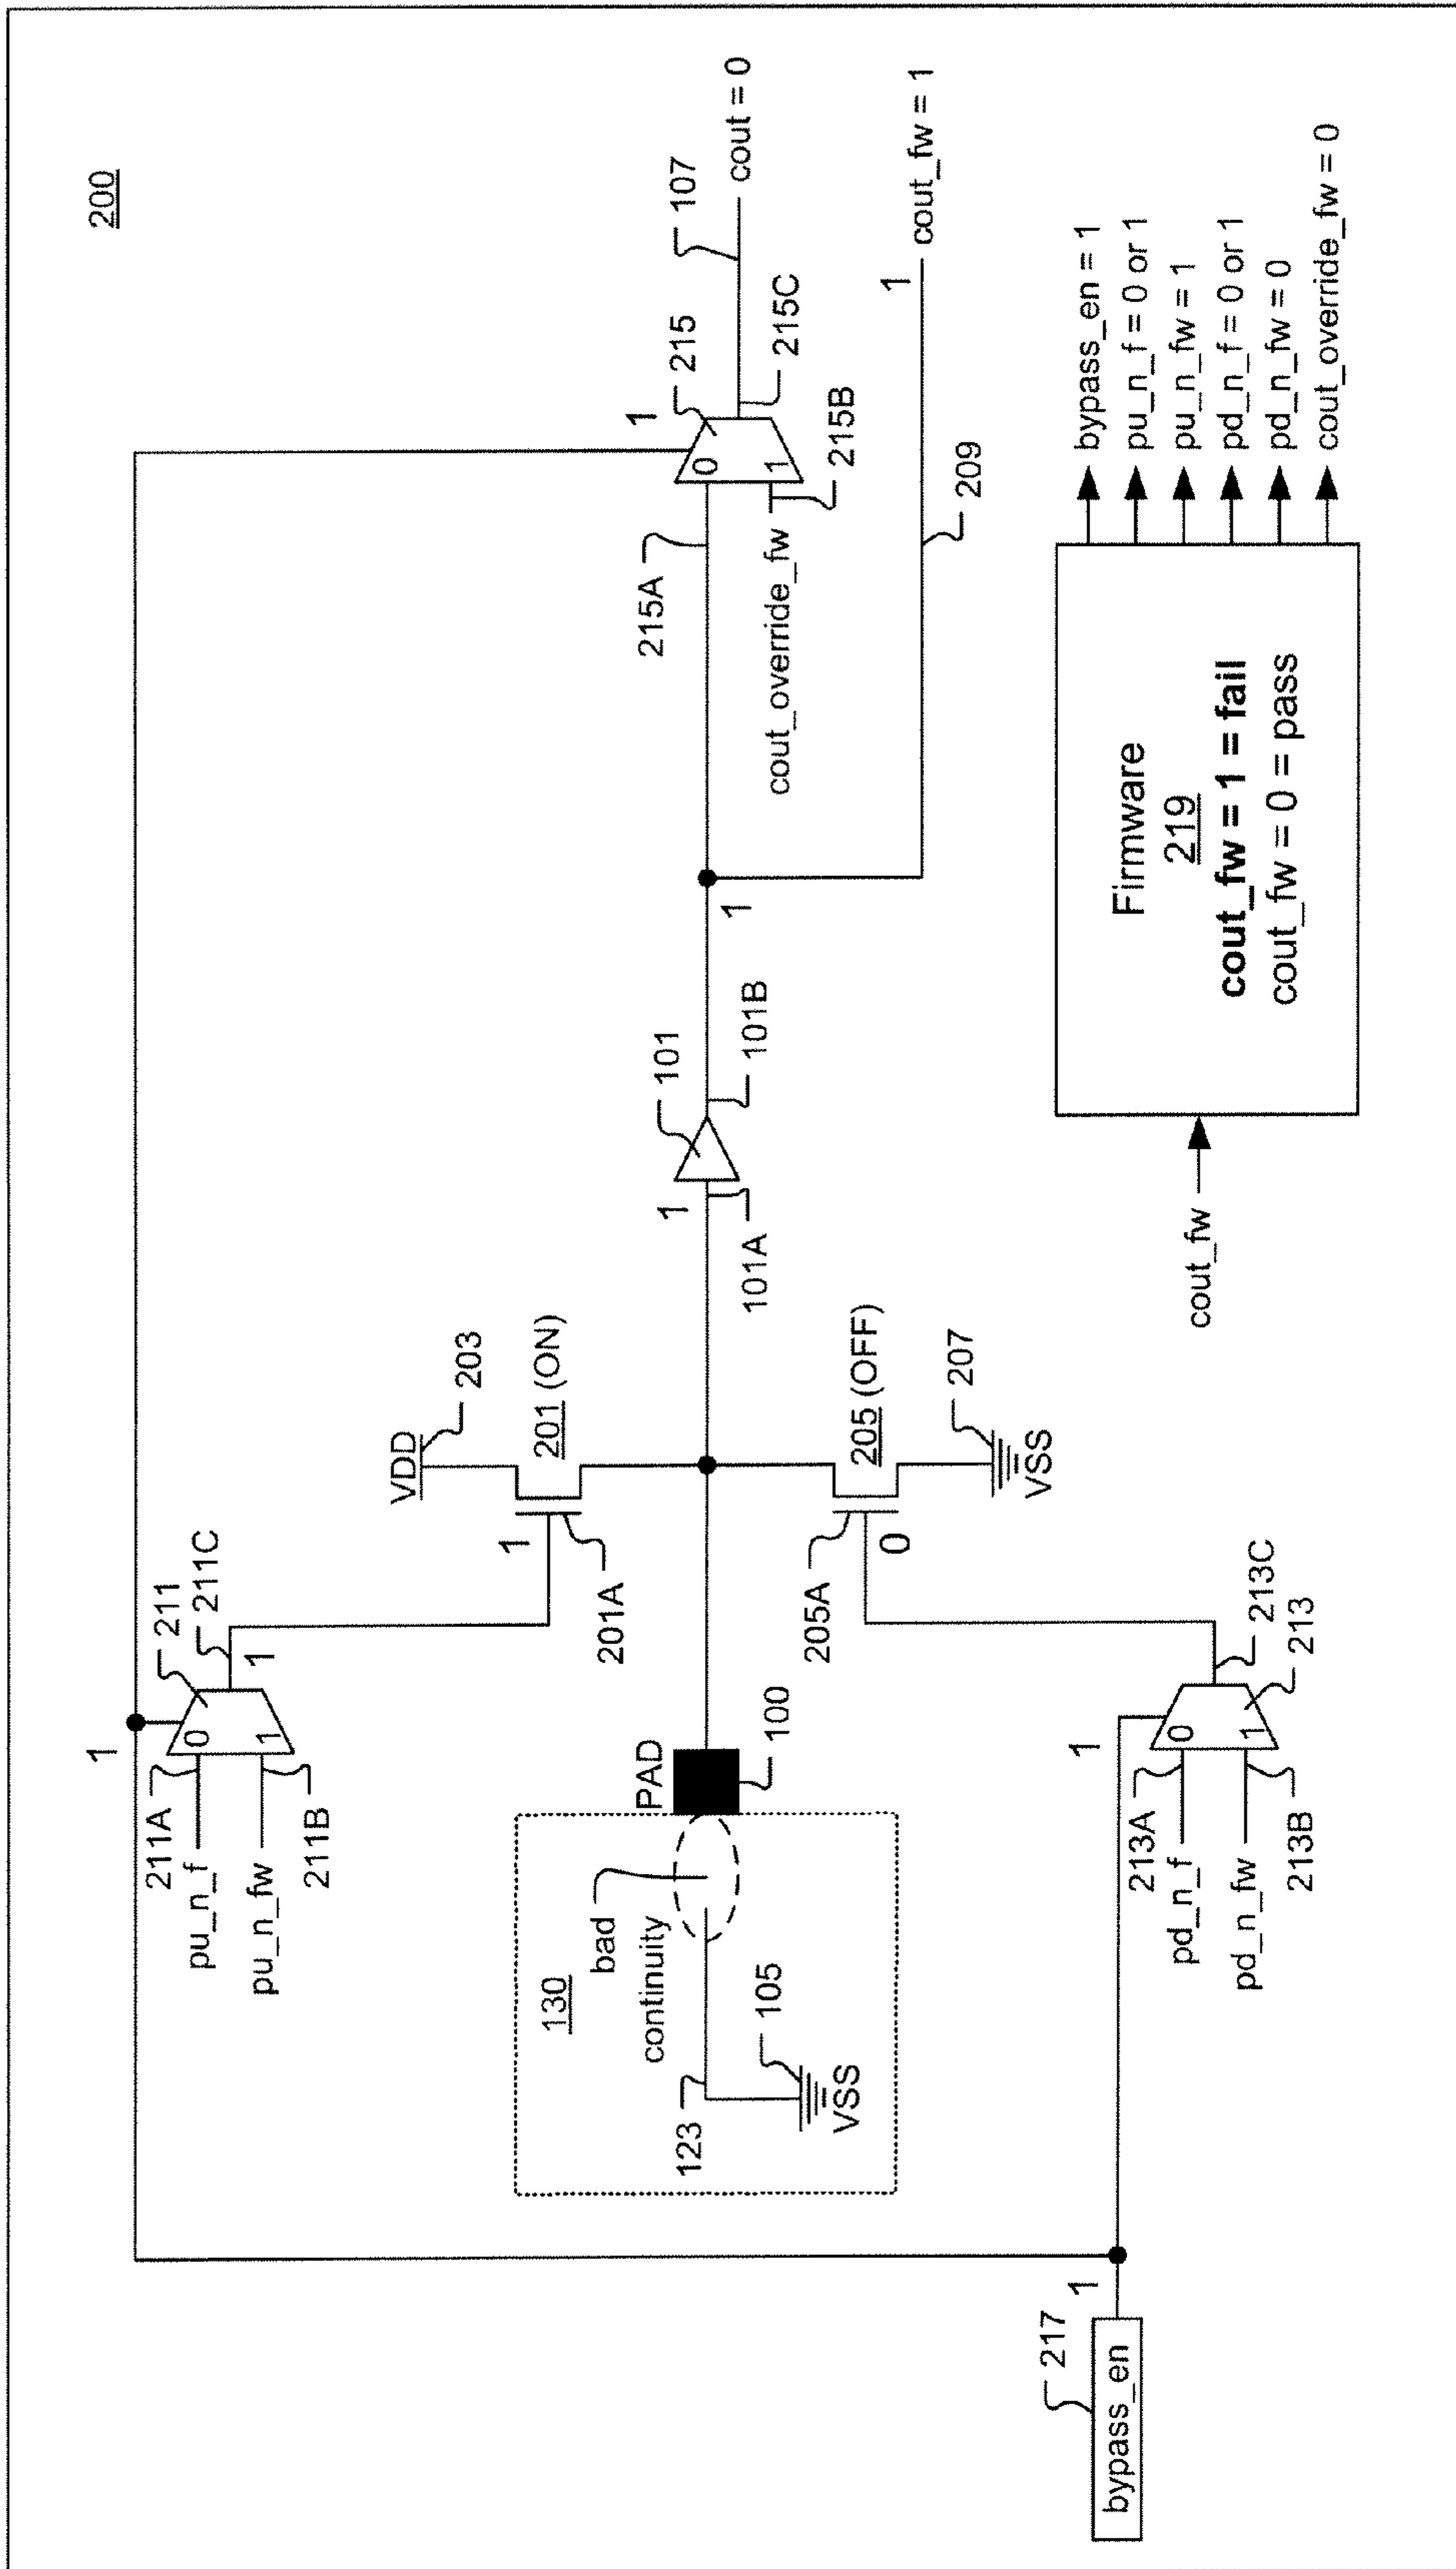 200
1
211A
pu_n_f
0
211
211C
1
pu_n_fw
1
211B
VDD
203
1
201 (ON)
201A
130
bad
continuity
123
105
VSS
PAD
100
1
101
101A
101B
1
205A
0
205 (OFF)
207
VSS
215A
0
1
215
cout_override_fw
1
215B
215C
107
cout = 0
209
1
cout_fw = 1
217
bypass_en
1
1
213A
pd_n_f
0
pd_n_fw
1
213B
213C
213
cout_fw
Firmware
219
cout_fw = 1 = fail
cout_fw = 0 = pass
bypass_en = 1
pu_n_f = 0 or 1
pu_n_fw = 1
pd_n_f = 0 or 1
pd_n_fw = 0
cout_override_fw = 0